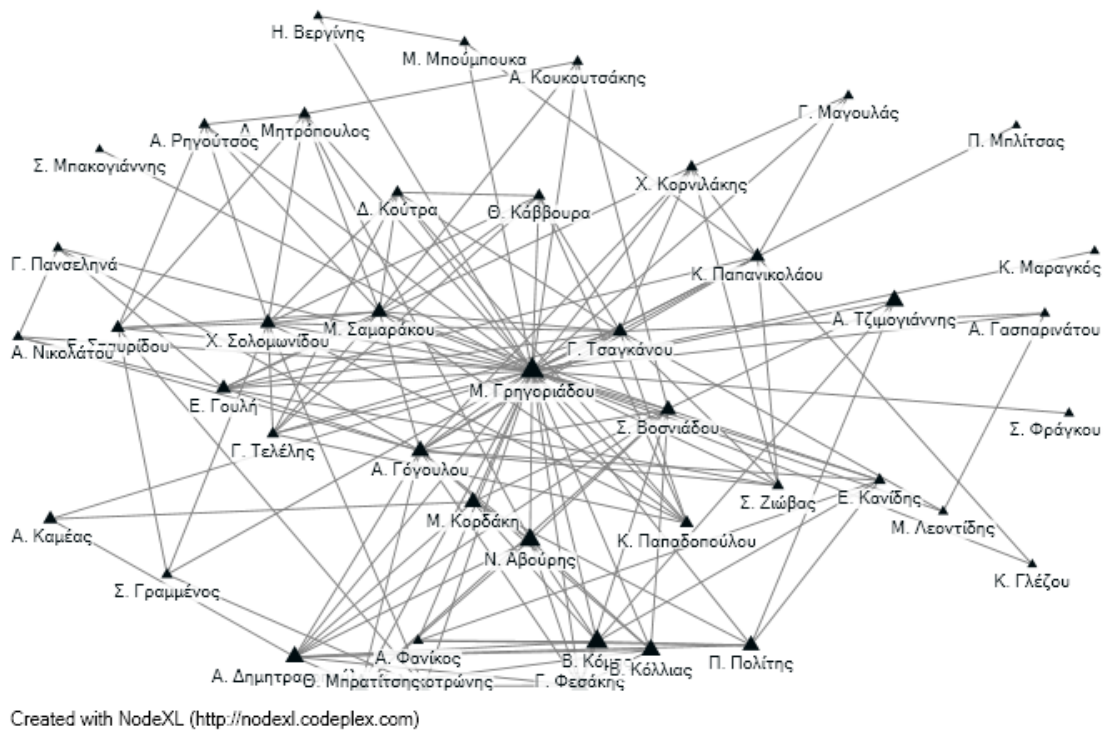 Η. Βεργίνης
Μ. Μπούμπουκα
Α. Κουκουτσάκης
Γ. Μαγουλάς
Α. Ρηγούτσος
Μητρόπουλος
Π. Μπλίτσας
Σ. Μπακογιάννης
Χ. Κορνιλάκης
Δ. Κούτρα
Θ. Κάββουρα
Γ. Πανσεληνά
Κ. Παπανικολάου
Κ. Μαραγκός
Α. Τζιμογιάννης
Α. Γασπαρινάτου
Χ. Σολομωνίδου
Μ. Σαμαράκου
Α. Νικολάτου
Γ. Τσαγκάνου
Μ. Γρηγοριάδου
Ε. Γουλή
Σ. Βοσνιάδου
Σ. Φράγκου
Γ. Τελέλης
Α. Γόγουλου
Σ. Ζιώβας
Ε. Κανίδης
Μ. Κορδάκη
Μ. Λεοντίδης
Α. Καμέας
Κ. Παπαδοπούλου
Ν. Αβούρης
Κ. Γλέζου
Σ. Γραμμένος
Α. Φανίκος
Β.
Β. Κόλλιας
Π. Πολίτης
Α. Δημητρα
Θ. Μπρατίτσης
Γ. Φεσάκης
Created with NodeXL (http://nodexl.codeplex.com)